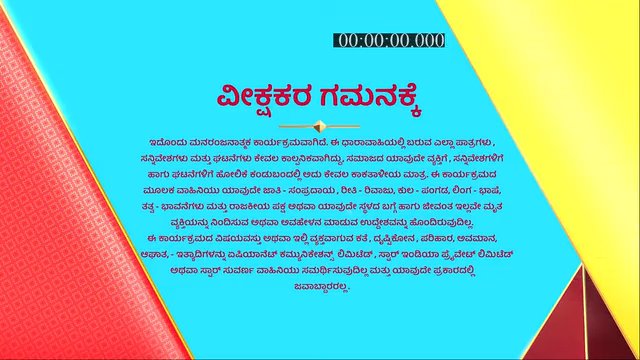 00:00:00.000
ವೀಕ್ಷಕರ ಗಮನಕ್ಕೆ
ಇದೊಂದು ಮನರಂಜನಾತ್ಮಕ ಕಾರ್ಯಕ್ರಮವಾಗಿದೆ. ಈ ಧಾರಾವಾಹಿಯಲ್ಲಿ ಬರುವ ಎಲ್ಲಾ ಪಾತ್ರಗಳು ,
ಸನ್ನಿವೇಶಗಳು ಮತ್ತು ಘಟನೆಗಳು ಕೇವಲ ಕಾಲ್ಪನಿಕವಾಗಿದ್ದು, ಸಮಾಜದ ಯಾವುದೇ ವ್ಯಕ್ತಿಗೆ , ಸನ್ನಿವೇಶಗಳಿಗೆ
ಹಾಗು ಘಟನೆಗಳಿಗೆ ಹೋಲಿಕೆ ಕಂಡುಬಂದಲ್ಲಿ ಅದು ಕೇವಲ ಕಾಕತಾಳೀಯ ಮಾತ್ರ. ಈ ಕಾರ್ಯಕ್ರಮದ
ಮೂಲಕ ವಾಹಿನಿಯು ಯಾವುದೇ ಜಾತಿ - ಸಂಪ್ರದಾಯ , ರೀತಿ - ರಿವಾಜು, ಕುಲ - ಪಂಗಡ, ಲಿಂಗ - ಭಾಷೆ,
ತತ್ವ - ಭಾವನೆಗಳು ಮತ್ತು ರಾಜಕೀಯ ಪಕ್ಷ ಅಥವಾ ಯಾವುದೇ ಸ್ಥಳದ ಬಗ್ಗೆ ಹಾಗು ಜೀವಂತ ಇಲ್ಲವೇ ಮೃತ
ವ್ಯಕ್ತಿಯನ್ನು ನಿಂದಿಸುವ ಅಥವಾ ಅವಹೇಳನ ಮಾಡುವ ಉದ್ದೇಶವನ್ನು ಹೊಂದಿರುವುದಿಲ್ಲ.
ಈ ಕಾರ್ಯಕ್ರಮದ ವಿಷಯವಸ್ತು ಅಥವಾ ಇಲ್ಲಿ ವ್ಯಕ್ತವಾಗುವ ಕತೆ , ದೃಷ್ಟಿಕೋನ , ಪರಿಹಾರ, ಅವಮಾನ,
ಆಘಾತ, - ಇತ್ಯಾದಿಗಳನ್ನು ಏಷಿಯಾನೆಟ್ ಕಮ್ಯುನಿಕೇಶನ್ಸ್ ಲಿಮಿಟೆಡ್ , ಸ್ಟಾರ್ ಇಂಡಿಯಾ ಪ್ರೈವೇಟ್ ಲಿಮಿಟೆಡ್
ಅಥವಾ ಸ್ಟಾರ್ ಸುವರ್ಣ ವಾಹಿನಿಯು ಸಮರ್ಥಿಸುವುದಿಲ್ಲ ಮತ್ತು ಯಾವುದೇ ಪ್ರಕಾರದಲ್ಲಿ
ಜವಾಬ್ದಾರರಲ್ಲ.